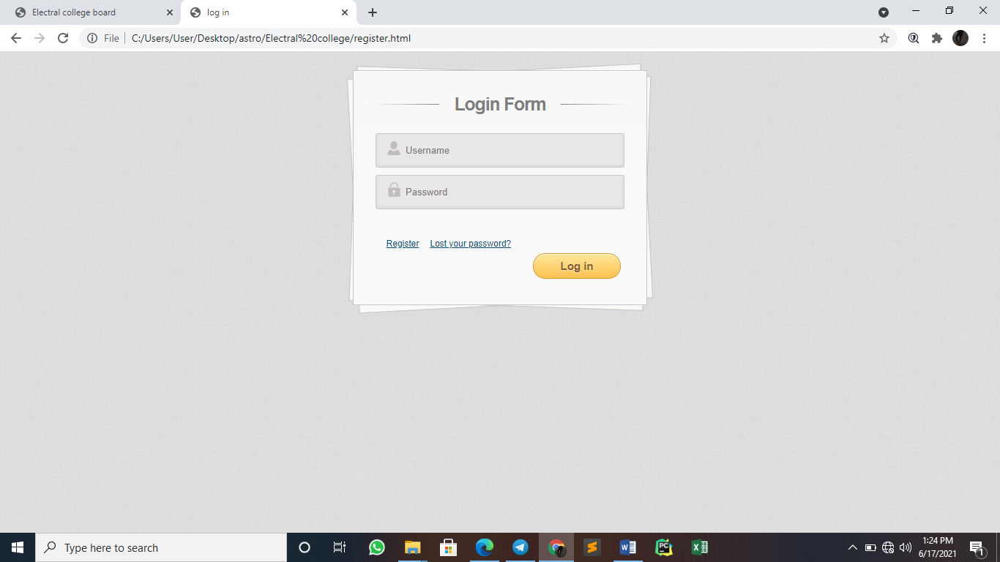 Electral college board
log in
File
C:/Users/User/Desktop/astro/Electral%20college/register.html
Login Form
Username
Password
Register Lost your password?
Log in
Type here to search
PC
1:24 PM
6/17/2021
1